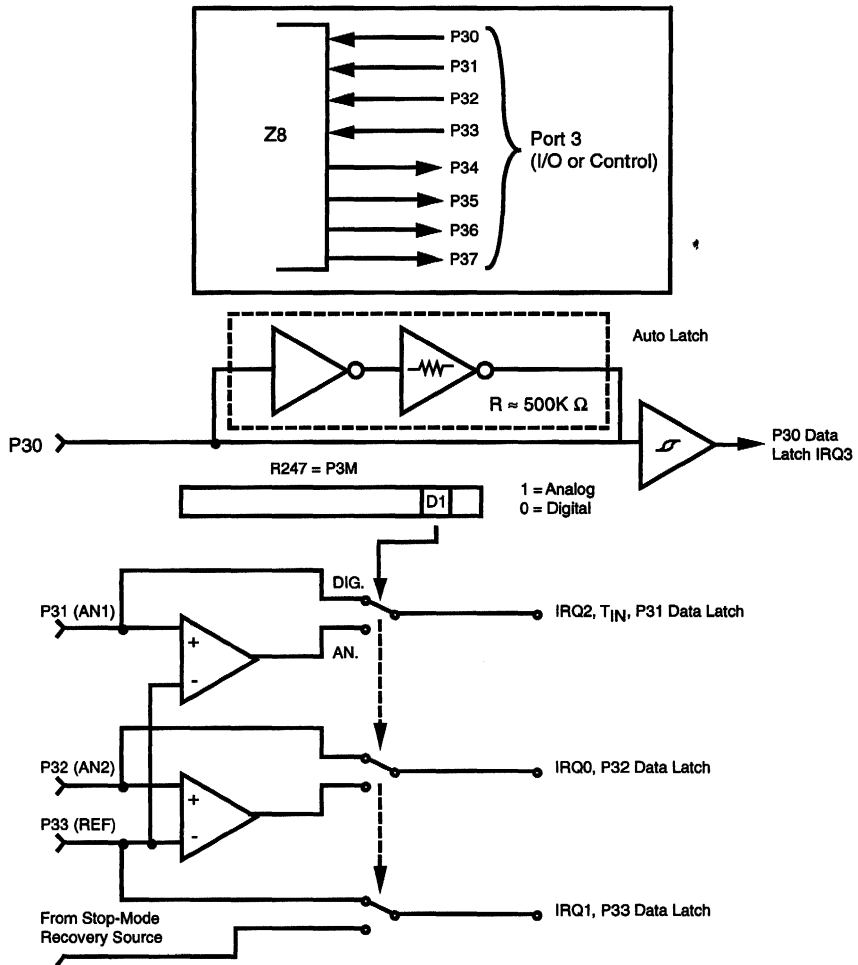 P30
P31
P32
P33
Z8
Port 3
(I/O or Control)
P34
P35
P36
P37
Auto Latch
R ≈ 500K Ω
P30
P30 Data
Latch IRQ3
R247 = P3M
D1
1 = Analog
0 = Digital
DIG.
P31 (AN1)
IRQ2, TIN, P31 Data Latch
+
AN.
-
P32 (AN2)
IRQ0, P32 Data Latch
+
P33 (REF)
-
From Stop-Mode
Recovery Source
IRQ1, P33 Data Latch